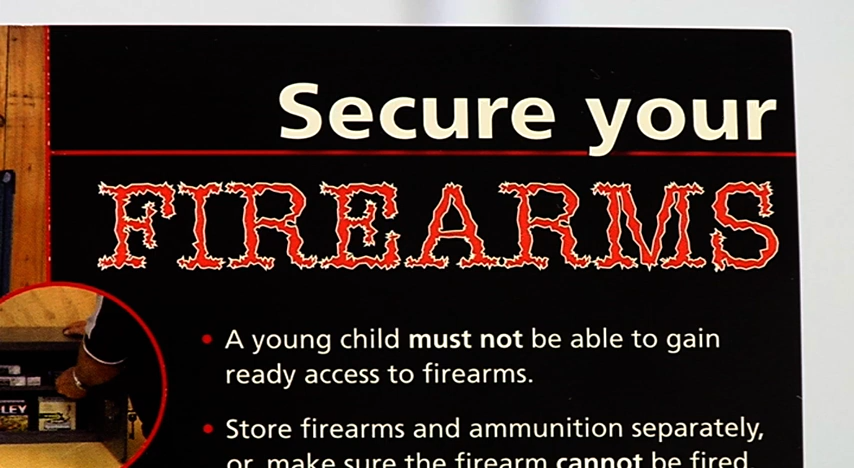 Secure your
FIREARMS
• A young child must not be able to gain
ready access to firearms.
• Store firearms and ammunition separately,
or, make sure the firearm cannot be fired
LEY